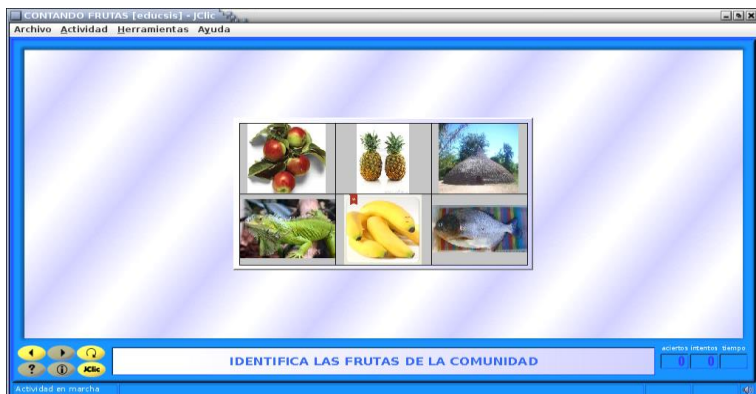 CONTANDO FRUTAS [educsis] - JClic
Archivo Actividad Herramientas Ayuda
aciertos intentos tiempo
IDENTIFICA LAS FRUTAS DE LA COMUNIDAD
0 0
? i JClic
Actividad en marcha